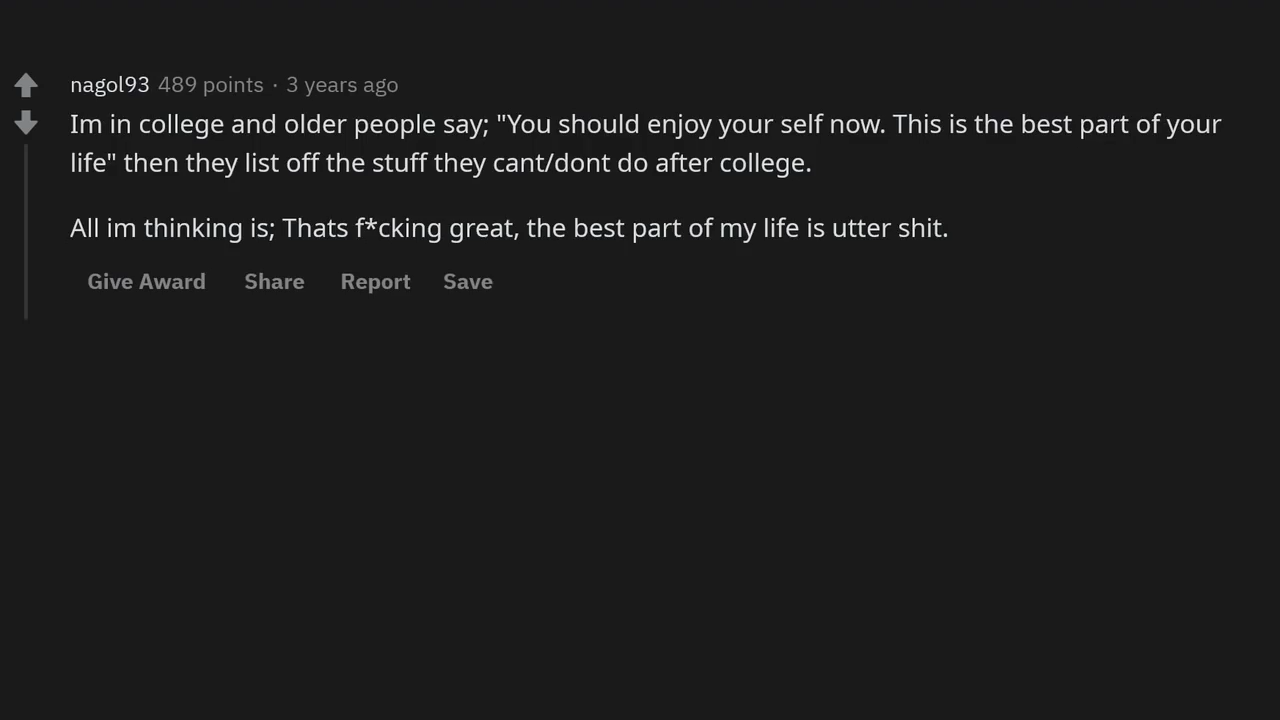 nagol93 489 points · 3 years ago
Im in college and older people say; "You should enjoy your self now. This is the best part of your
life" then they list off the stuff they cant/dont do after college.
All im thinking is; Thats f*cking great, the best part of my life is utter shit.
Give Award Share Report Save